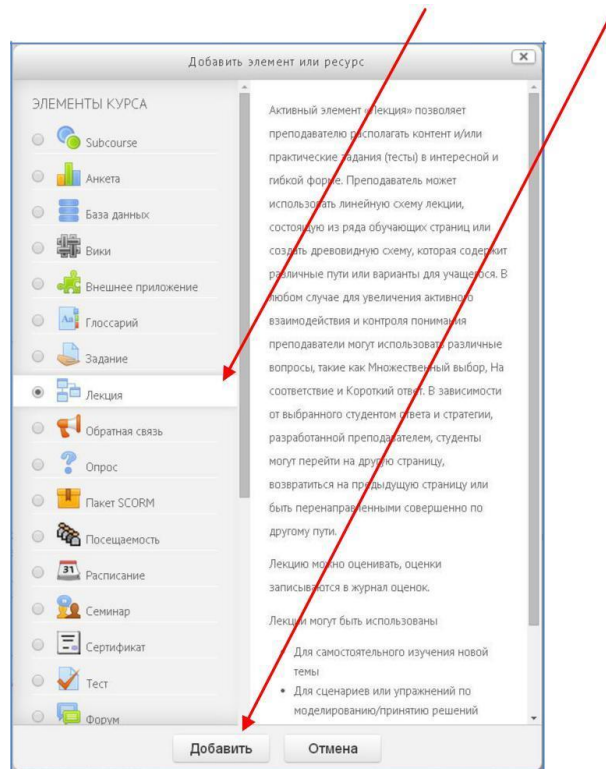 Добавить элемент или ресурс
ЭЛЕМЕНТЫ КУРСА
Subcourse
Анкета
База данных
Вики
Внешнее приложение
Глоссарий
Задание
Лекция
Обратная связь
Опрос
Пакет SCORM
Посещаемость
Расписание
Семинар
Сертификат
Тест
Форум
Активный элемент «Лекция» позволяет
преподавателю располагать контент и/или
практические задания (тесты) в интересной и
гибкой форме. Преподаватель может
использовать линейную схему лекции,
состоящую из ряда обучающих страниц или
создать древовидную схему, которая содержит
различные пути или варианты для учащегося. В
любом случае для увеличения активного
взаимодействия и контроля понимания
преподаватели могут использовать различные
вопросы, такие как Множественный выбор, На
соответствие и Короткий ответ. В зависимости
от выбранного студентом ответа и стратегии,
разработанной преподавателем, студенты
могут перейти на другую страницу,
возвратиться на предыдущую страницу или
быть перенаправленными совершенно по
другому пути.
Лекцию можно оценивать, оценки
записываются в журнал оценок.
Лекции могут быть использованы
Для самостоятельного изучения новой
темы
Для сценариев или упражнений по
моделированию/принятию решений
Добавить
Отмена